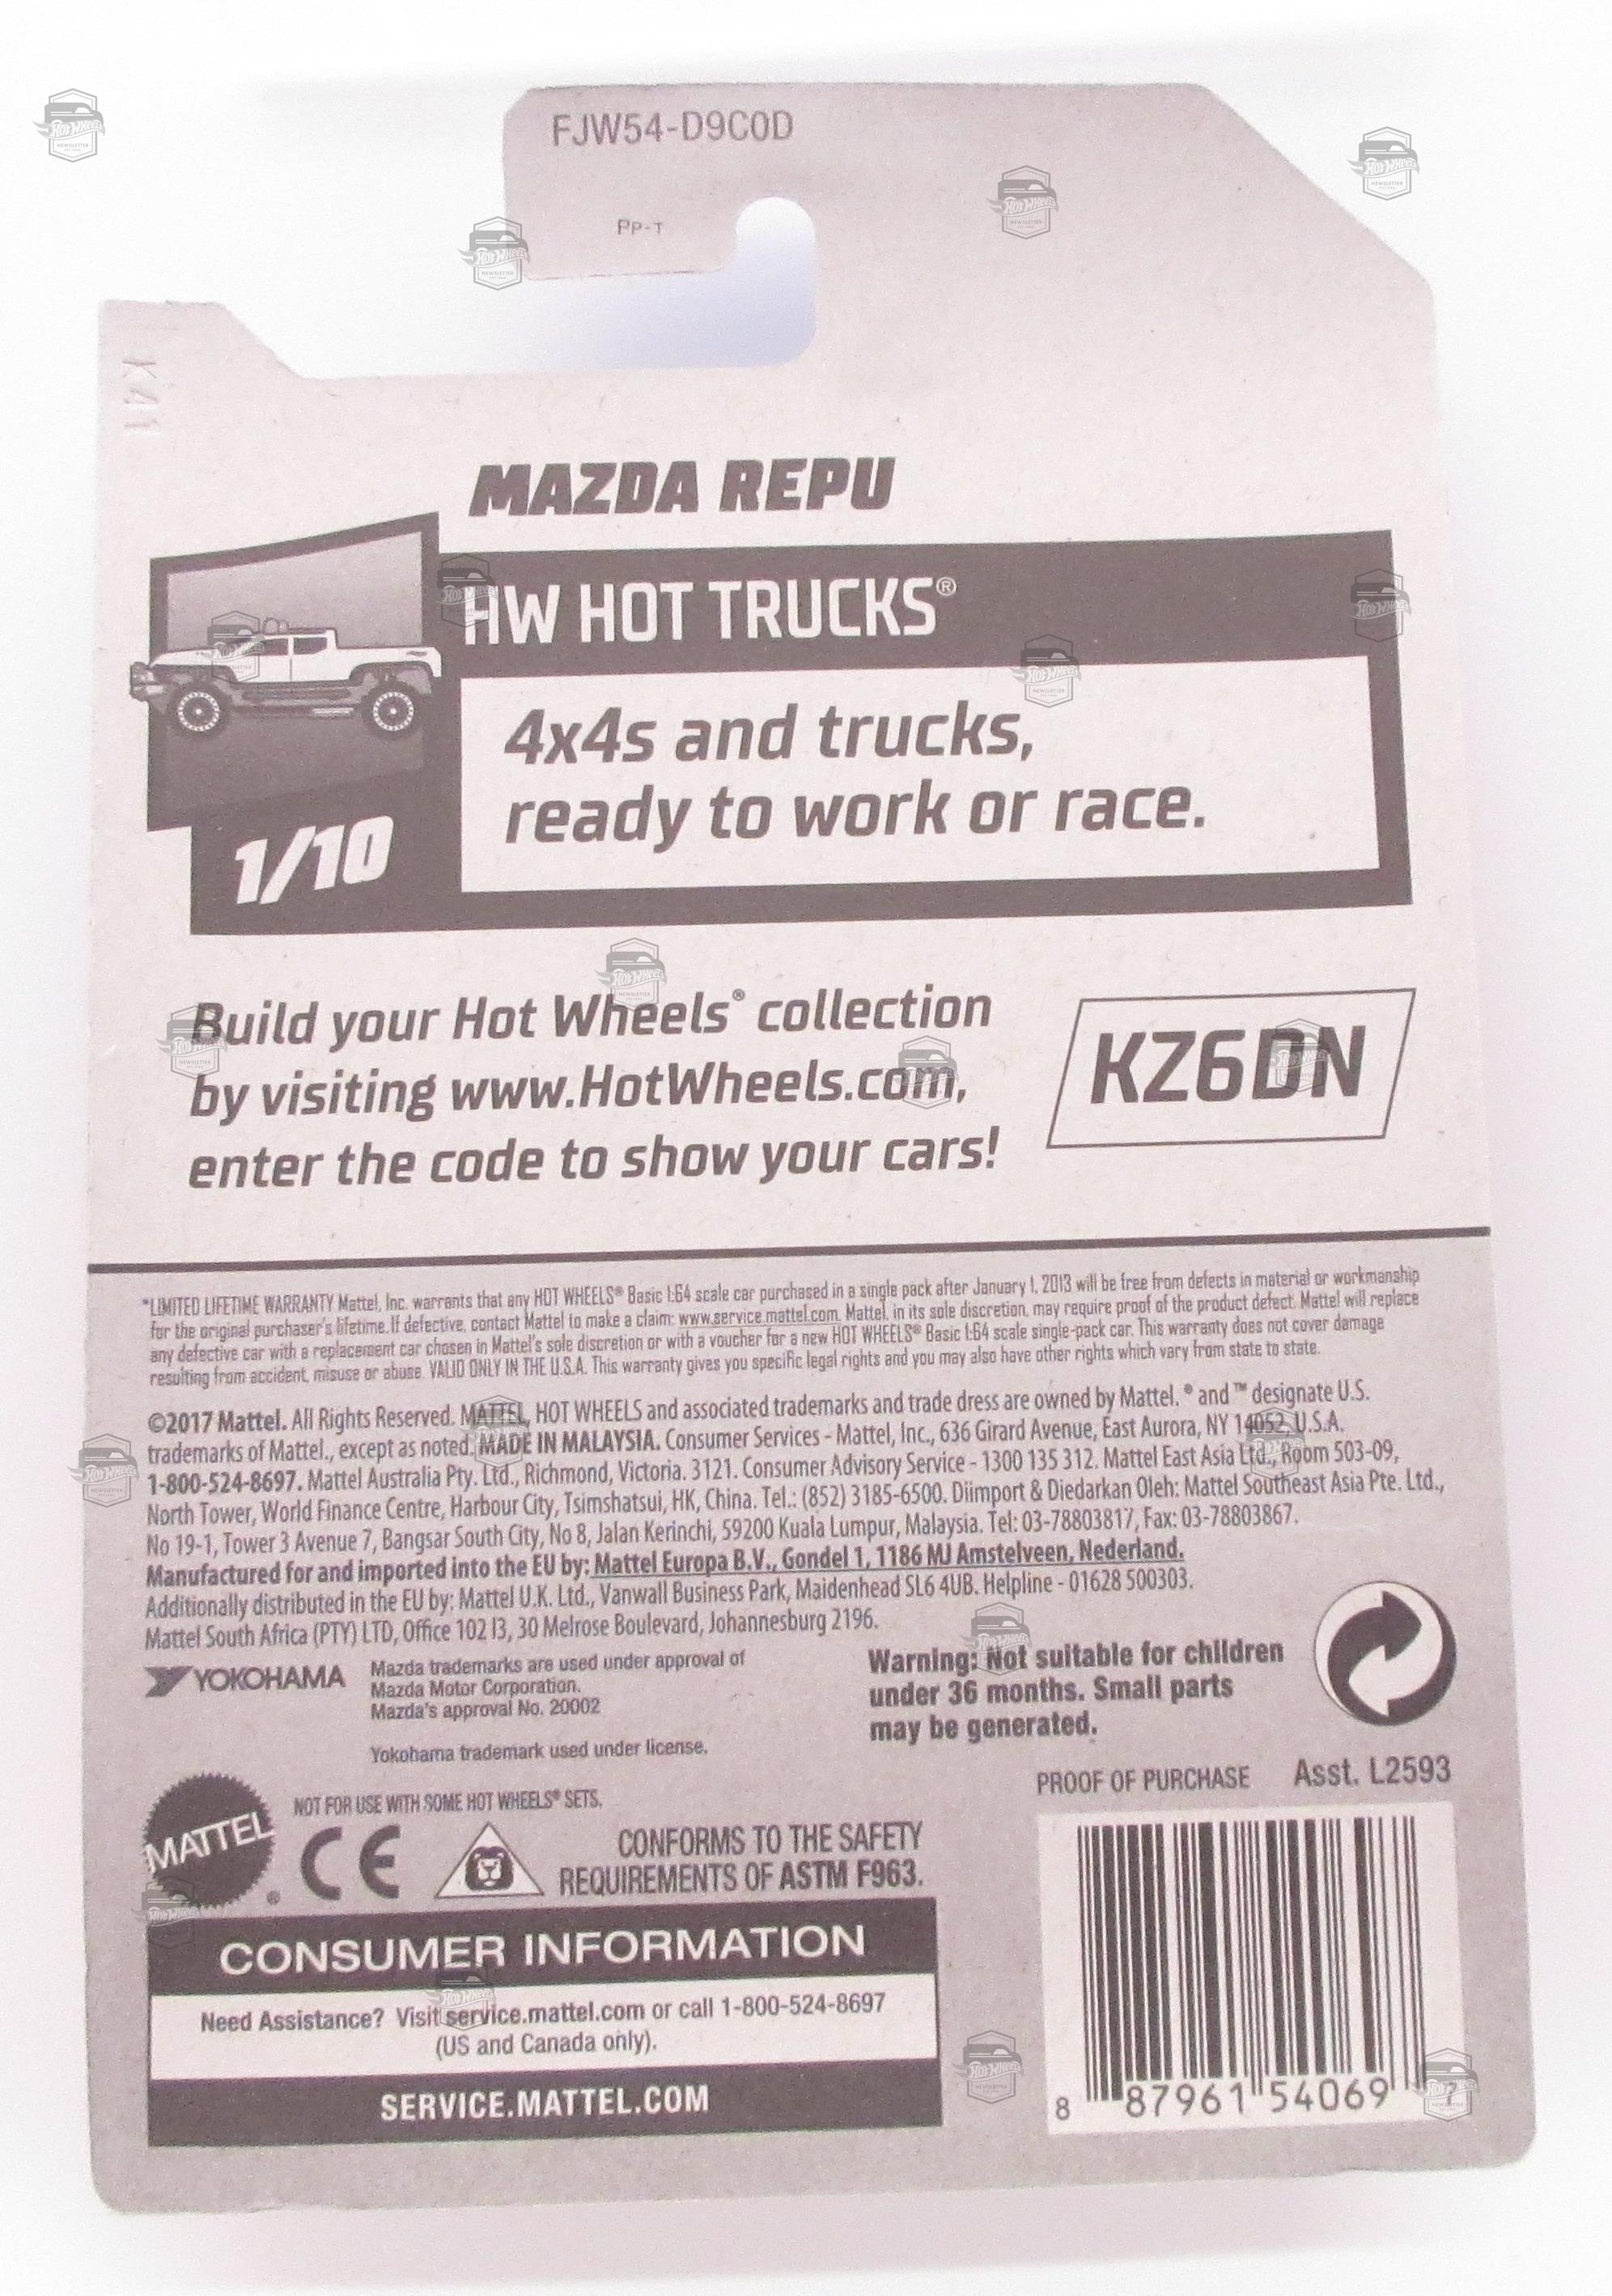 FJW54-D9C0D
PP-T
K 41
MAZDA REPU
HW HOT TRUCKS®
4x4s and trucks,
ready to work or race.
1/10
Build your Hot Wheels® collection
by visiting www.HotWheels.com,
enter the code to show your cars!
KZ6DN
*LIMITED LIFETIME WARRANTY Mattel, Inc. warrants that any HOT WHEELS® Basic 1:64 scale car purchased in a single pack after January 1, 2013 will be free from defects in material or workmanship
for the original purchaser's lifetime. If defective, contact Mattel to make a claim: www.service.mattel.com. Mattel, in its sole discretion, may require proof of the product defect. Mattel will replace
any defective car with a replacement car chosen in Mattel's sole discretion or with a voucher for a new HOT WHEELS® Basic 1:64 scale single-pack car. This warranty does not cover damage
resulting from accident, misuse or abuse. VALID ONLY IN THE U.S.A. This warranty gives you specific legal rights and you may also have other rights which vary from state to state.
©2017 Mattel. All Rights Reserved. MATTEL, HOT WHEELS and associated trademarks and trade dress are owned by Mattel. ® and ™ designate U.S.
trademarks of Mattel., except as noted. MADE IN MALAYSIA. Consumer Services - Mattel, Inc., 636 Girard Avenue, East Aurora, NY 14052, U.S.A.
1-800-524-8697. Mattel Australia Pty. Ltd., Richmond, Victoria. 3121. Consumer Advisory Service - 1300 135 312. Mattel East Asia Ltd., Room 503-09,
North Tower, World Finance Centre, Harbour City, Tsimshatsui, HK, China. Tel.: (852) 3185-6500. Diimport & Diedarkan Oleh: Mattel Southeast Asia Pte. Ltd.,
No 19-1, Tower 3 Avenue 7, Bangsar South City, No 8, Jalan Kerinchi, 59200 Kuala Lumpur, Malaysia. Tel: 03-78803817, Fax: 03-78803867.
Manufactured for and imported into the EU by: Mattel Europa B.V., Gondel 1, 1186 MJ Amstelveen, Nederland.
Additionally distributed in the EU by: Mattel U.K. Ltd., Vanwall Business Park, Maidenhead SL6 4UB. Helpline - 01628 500303.
Mattel South Africa (PTY) LTD, Office 102 I3, 30 Melrose Boulevard, Johannesburg 2196.
YOKOHAMA
Mazda trademarks are used under approval of
Mazda Motor Corporation.
Mazda's approval No. 20002
Yokohama trademark used under license.
Warning: Not suitable for children
under 36 months. Small parts
may be generated.
PROOF OF PURCHASE Asst. L2593
NOT FOR USE WITH SOME HOT WHEELS® SETS.
MATTEL®
CE
CONFORMS TO THE SAFETY
REQUIREMENTS OF ASTM F963.
CONSUMER INFORMATION
Need Assistance? Visit service.mattel.com or call 1-800-524-8697
(US and Canada only).
SERVICE.MATTEL.COM
8 87961 54069 7